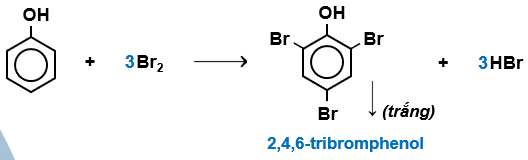 OH
+ 3Br₂
OH
Br Br
Br
+ 3HBr
(trắng)
2,4,6-tribromphenol